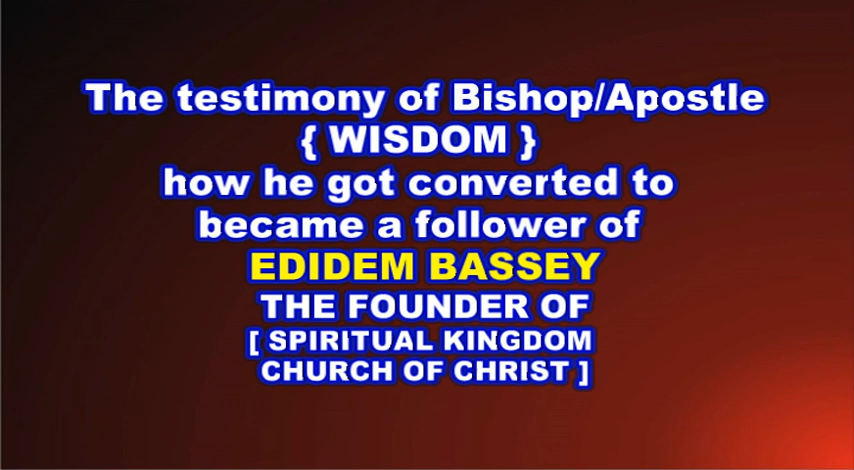 The testimony of Bishop/Apostle
{ WISDOM }
how he got converted to
became a follower of
EDIDEM BASSEY
THE FOUNDER OF
[ SPIRITUAL KINGDOM
CHURCH OF CHRIST ]